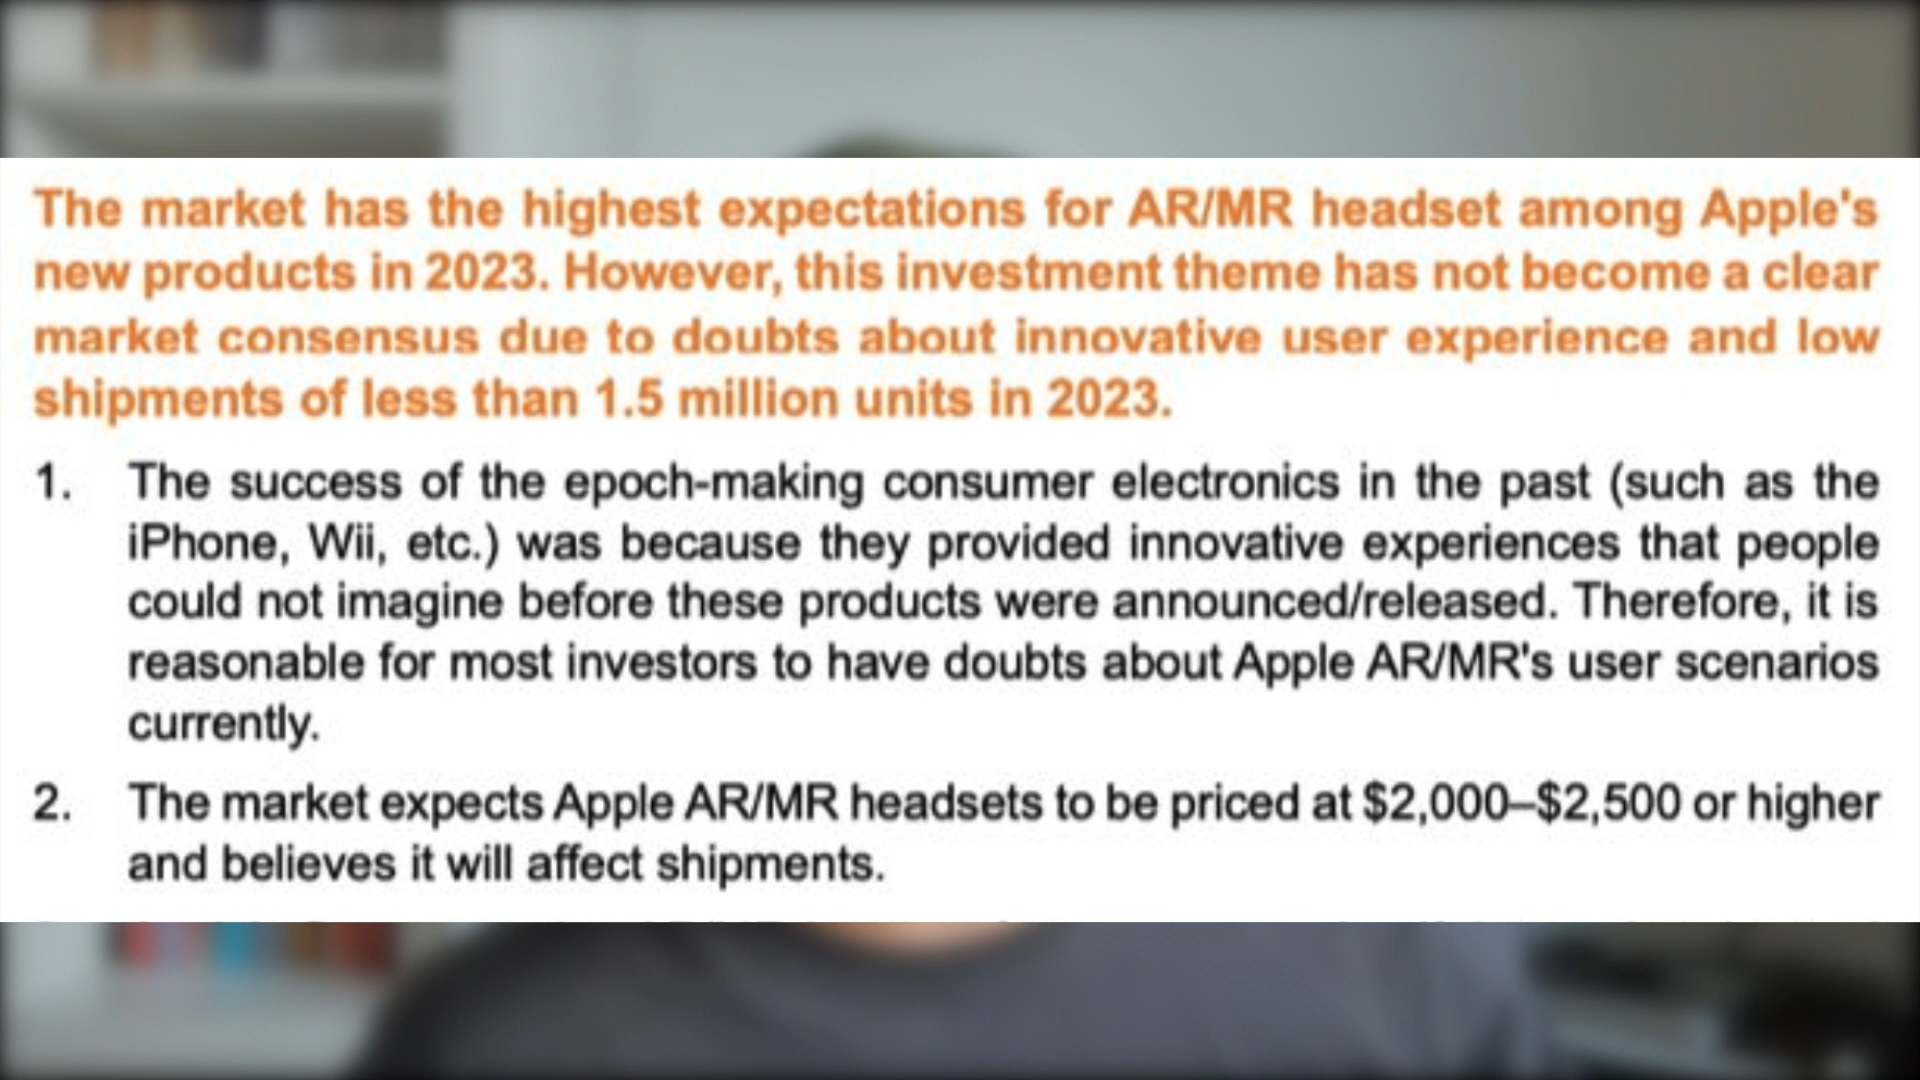 The market has the highest expectations for AR/MR headset among Apple's
new products in 2023. However, this investment theme has not become a clear
market consensus due to doubts about innovative user experience and low
shipments of less than 1.5 million units in 2023.
1. The success of the epoch-making consumer electronics in the past (such as the
iPhone, Wii, etc.) was because they provided innovative experiences that people
could not imagine before these products were announced/released. Therefore, it is
reasonable for most investors to have doubts about Apple AR/MR's user scenarios
currently.
2. The market expects Apple AR/MR headsets to be priced at $2,000–$2,500 or higher
and believes it will affect shipments.